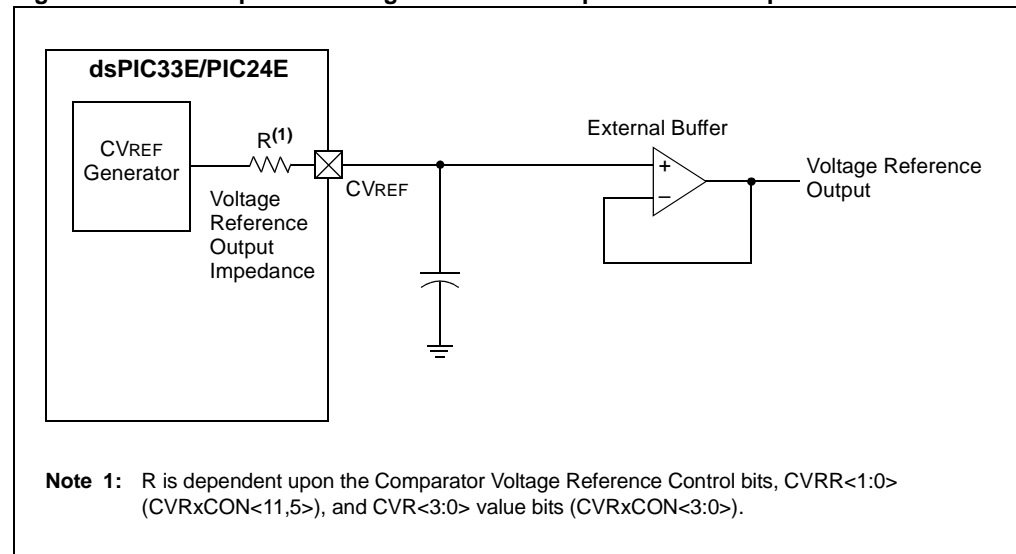 dsPIC33E/PIC24E
CVREF
Generator
R(1)
CVREF
Voltage
Reference
Output
Impedance
External Buffer
+
–
Voltage Reference
Output
Note 1: R is dependent upon the Comparator Voltage Reference Control bits, CVRR<1:0>
(CVRxCON<11,5>), and CVR<3:0> value bits (CVRxCON<3:0>).